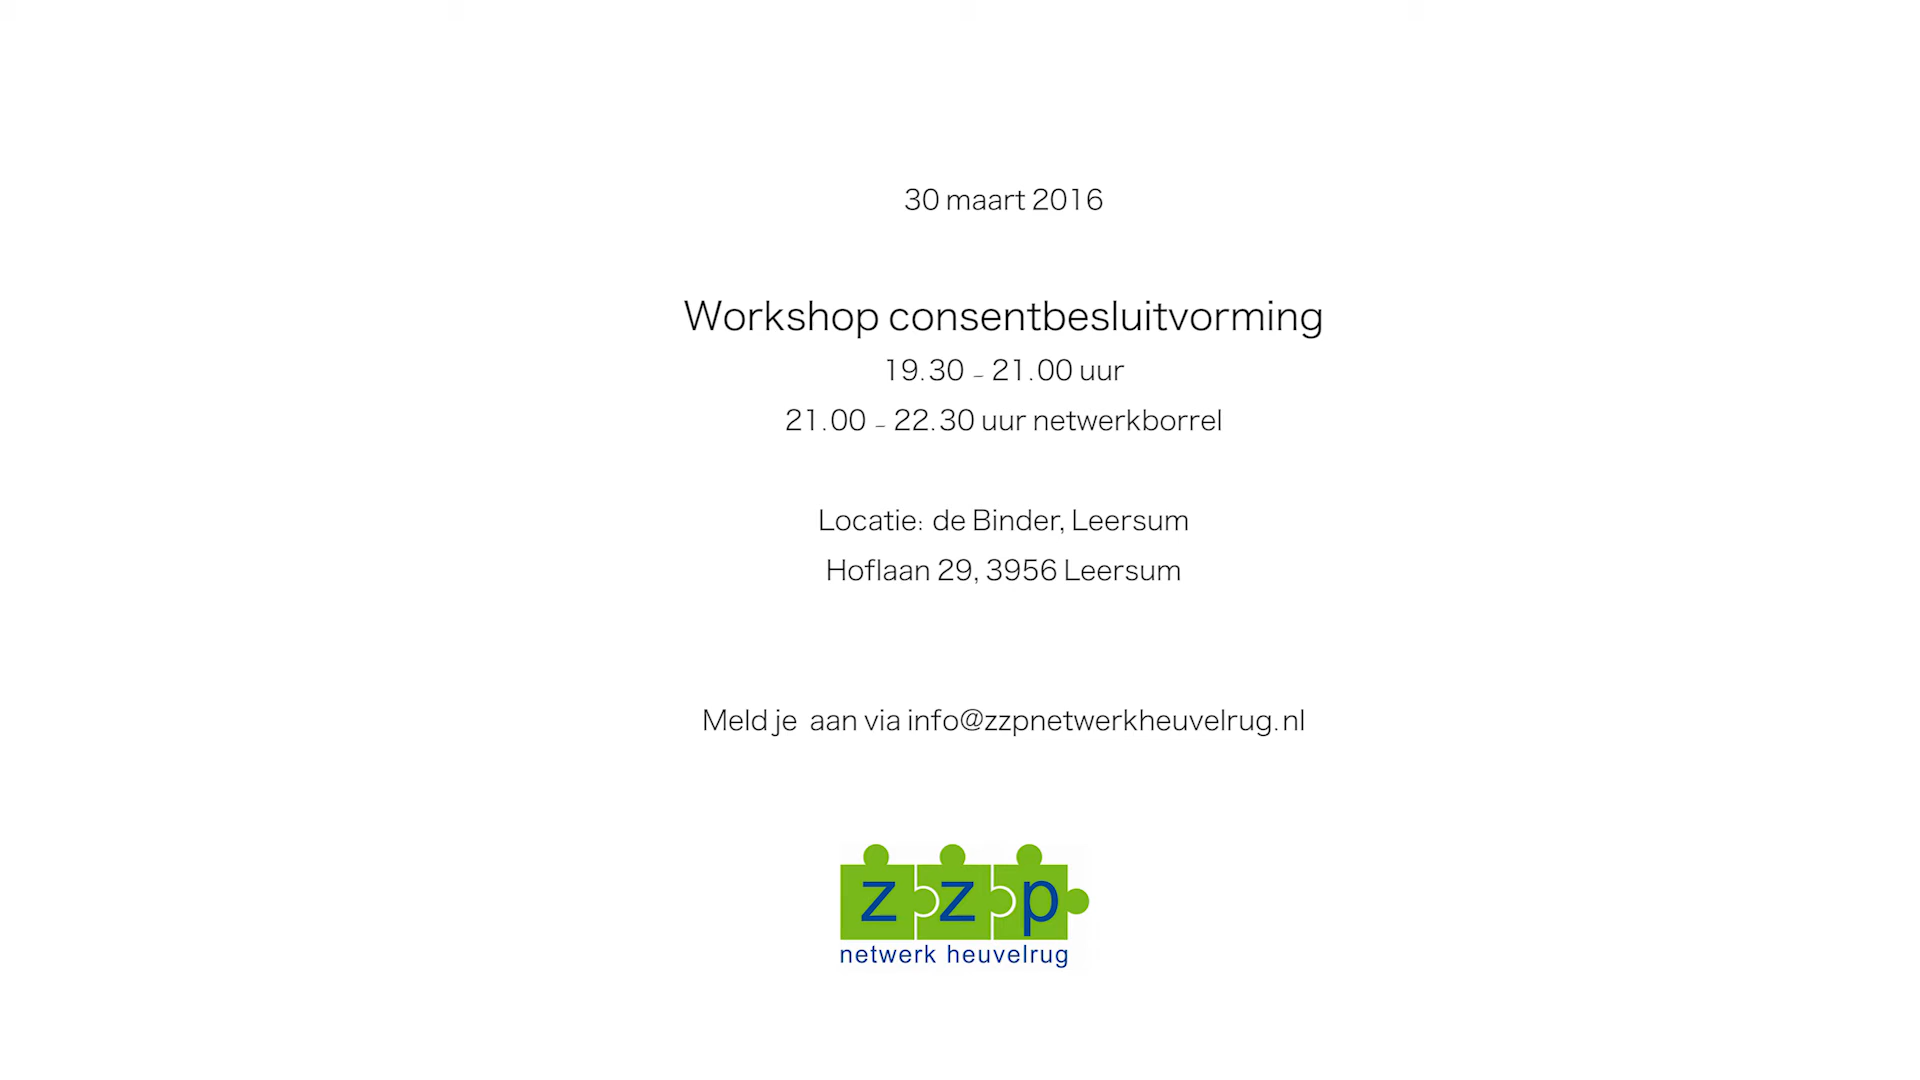 30 maart 2016
Workshop consentbesluitvorming
19.30 - 21.00 uur
21.00 - 22.30 uur netwerkborrel
Locatie: de Binder, Leersum
Hoflaan 29, 3956 Leersum
Meld je aan via info@zzpnetwerkheuvelrug.nl
zzp
netwerk heuvelrug